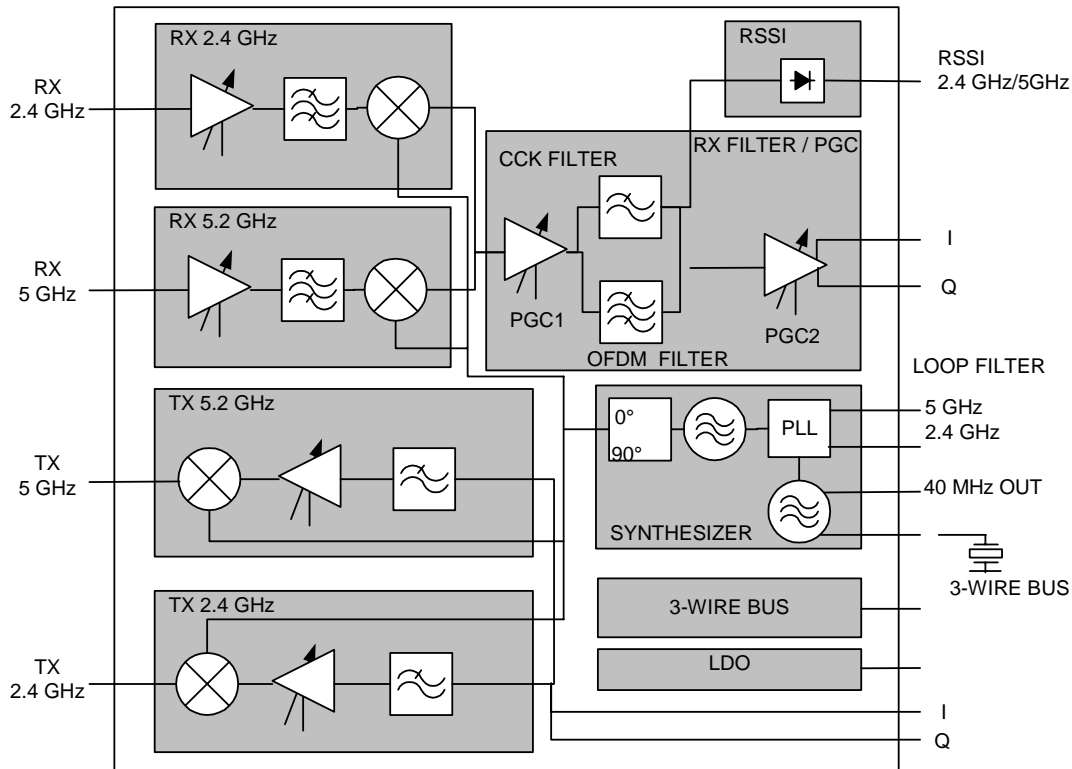 RX 2.4 GHz
RSSI
RX
2.4 GHz
RSSI
2.4 GHz/5GHz
RX FILTER / PGC
CCK FILTER
RX 5.2 GHz
RX
5 GHz
I
Q
PGC1
PGC2
OFDM FILTER
LOOP FILTER
TX 5.2 GHz
0°
90°
PLL
5 GHz
2.4 GHz
TX
5 GHz
40 MHz OUT
SYNTHESIZER
3-WIRE BUS
TX 2.4 GHz
3-WIRE BUS
LDO
TX
2.4 GHz
I
Q